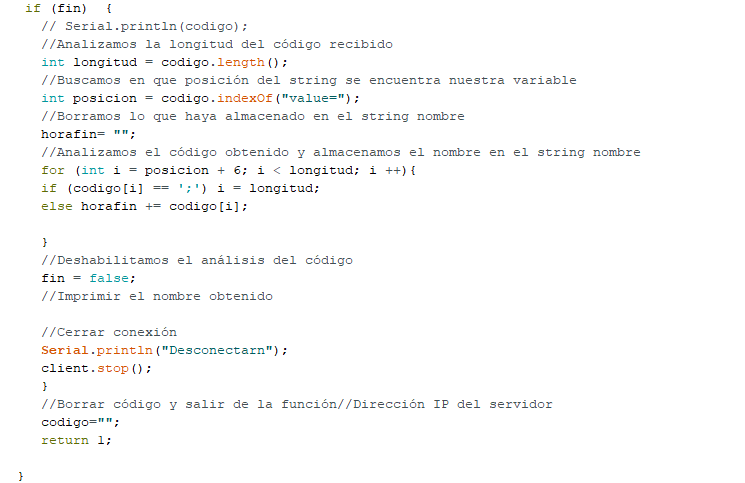 if (fin)  {
// Serial.println(codigo);
//Analizamos la longitud del código recibido
int longitud = codigo.length();
//Buscamos en que posición del string se encuentra nuestra variable
int posicion = codigo.indexOf("value=");
//Borramos lo que haya almacenado en el string nombre
horafin= "";
//Analizamos el código obtenido y almacenamos el nombre en el string nombre
for (int i = posicion + 6; i < longitud; i ++){
if (codigo[i] == ';') i = longitud;
else horafin += codigo[i];
}
//Deshabilitamos el análisis del código
fin = false;
//Imprimir el nombre obtenido
//Cerrar conexión
Serial.println("Desconectarn");
client.stop();
}
//Borrar código y salir de la función//Dirección IP del servidor
codigo="";
return 1;
}